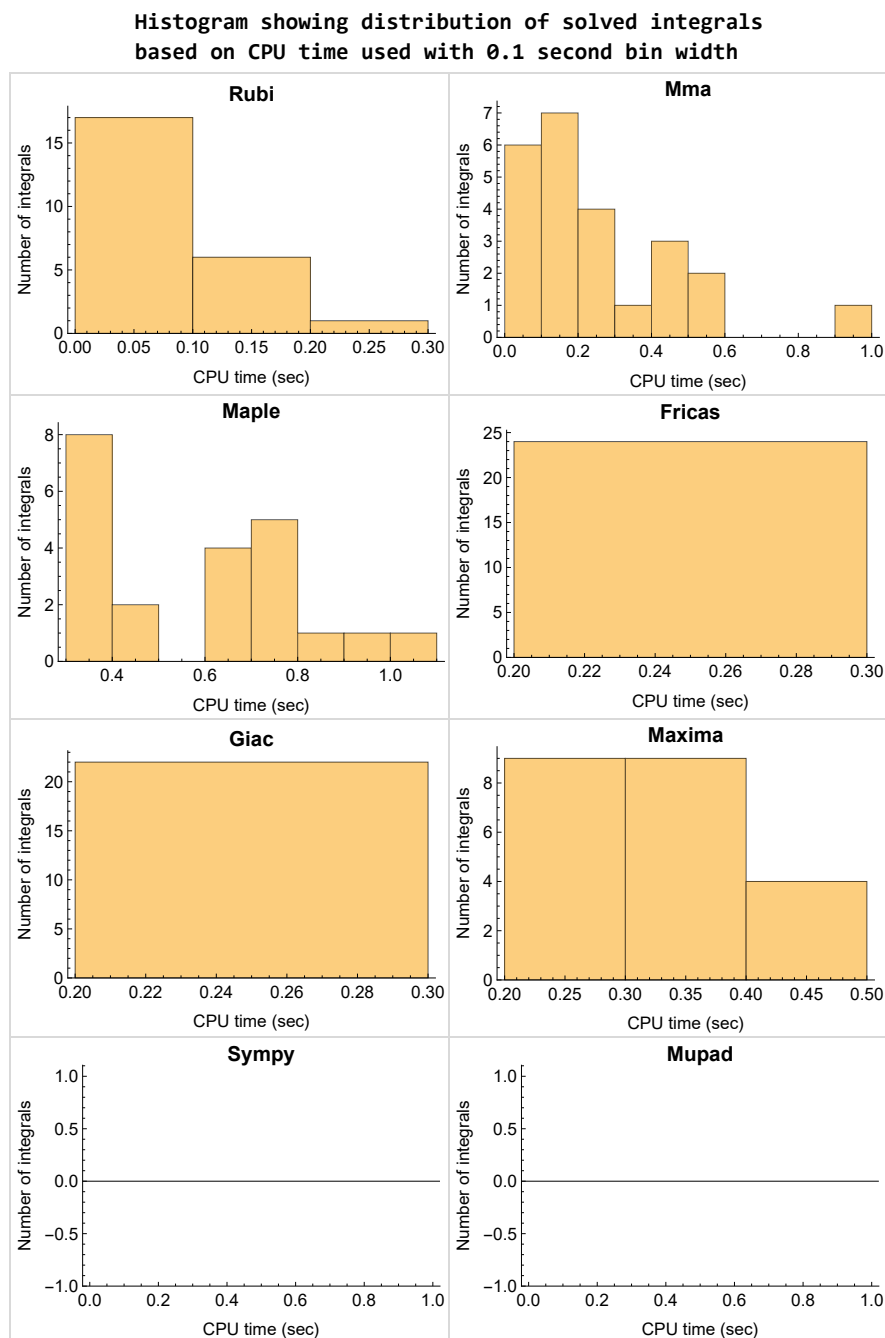 Histogram showing distribution of solved integrals
based on CPU time used with 0.1 second bin width
Rubi
Number of integrals
15
10
5
0
0.00 0.05 0.10 0.15 0.20 0.25 0.30
CPU time (sec)
Mma
Number of integrals
7
6
5
4
3
2
1
0
0.0 0.2 0.4 0.6 0.8 1.0
CPU time (sec)
Maple
Number of integrals
8
6
4
2
0
0.4 0.6 0.8 1.0
CPU time (sec)
Fricas
Number of integrals
25
20
15
10
5
0
0.20 0.22 0.24 0.26 0.28 0.30
CPU time (sec)
Giac
Number of integrals
20
15
10
5
0
0.20 0.22 0.24 0.26 0.28 0.30
CPU time (sec)
Maxima
Number of integrals
8
6
4
2
0
0.20 0.25 0.30 0.35 0.40 0.45 0.50
CPU time (sec)
Sympy
Number of integrals
1.0
0.5
0.0
−0.5
−1.0
0.0 0.2 0.4 0.6 0.8 1.0
CPU time (sec)
Mupad
Number of integrals
1.0
0.5
0.0
−0.5
−1.0
0.0 0.2 0.4 0.6 0.8 1.0
CPU time (sec)